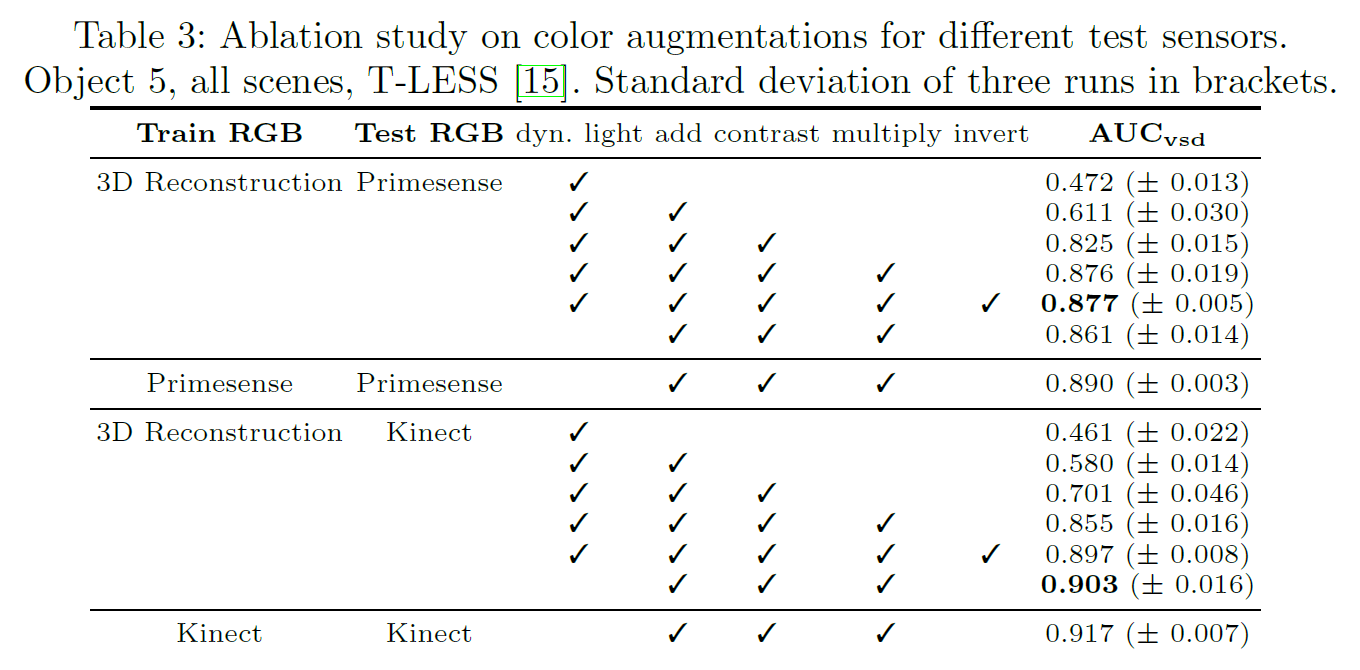 Table 3: Ablation study on color augmentations for different test sensors.
Object 5, all scenes, T-LESS [15]. Standard deviation of three runs in brackets.
Train RGB Test RGB dyn. light add contrast multiply invert AUCvsd
3D Reconstruction Primesense ✓ 0.472 (± 0.013)
✓ ✓ 0.611 (± 0.030)
✓ ✓ ✓ 0.825 (± 0.015)
✓ ✓ ✓ ✓ 0.876 (± 0.019)
✓ ✓ ✓ ✓ ✓ 0.877 (± 0.005)
✓ ✓ ✓ 0.861 (± 0.014)
Primesense Primesense ✓ ✓ ✓ 0.890 (± 0.003)
3D Reconstruction Kinect ✓ 0.461 (± 0.022)
✓ ✓ 0.580 (± 0.014)
✓ ✓ ✓ 0.701 (± 0.046)
✓ ✓ ✓ ✓ 0.855 (± 0.016)
✓ ✓ ✓ ✓ ✓ 0.897 (± 0.008)
✓ ✓ ✓ 0.903 (± 0.016)
Kinect Kinect ✓ ✓ ✓ 0.917 (± 0.007)